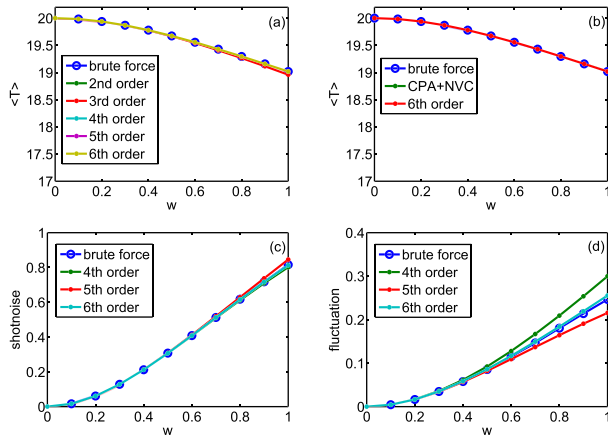 (a)
20
19.5
19
18.5
18
17.5
17
<T>
brute force
2nd order
3rd order
4th order
5th order
6th order
0 0.2 0.4 0.6 0.8 1
w
(b)
20
19.5
19
18.5
18
17.5
17
<T>
brute force
CPA+NVC
6th order
0 0.2 0.4 0.6 0.8 1
w
(c)
1
0.8
0.6
0.4
0.2
0
shotnoise
brute force
4th order
5th order
6th order
0 0.2 0.4 0.6 0.8 1
w
(d)
0.4
0.3
0.2
0.1
0
fluctuation
brute force
4th order
5th order
6th order
0 0.2 0.4 0.6 0.8 1
w